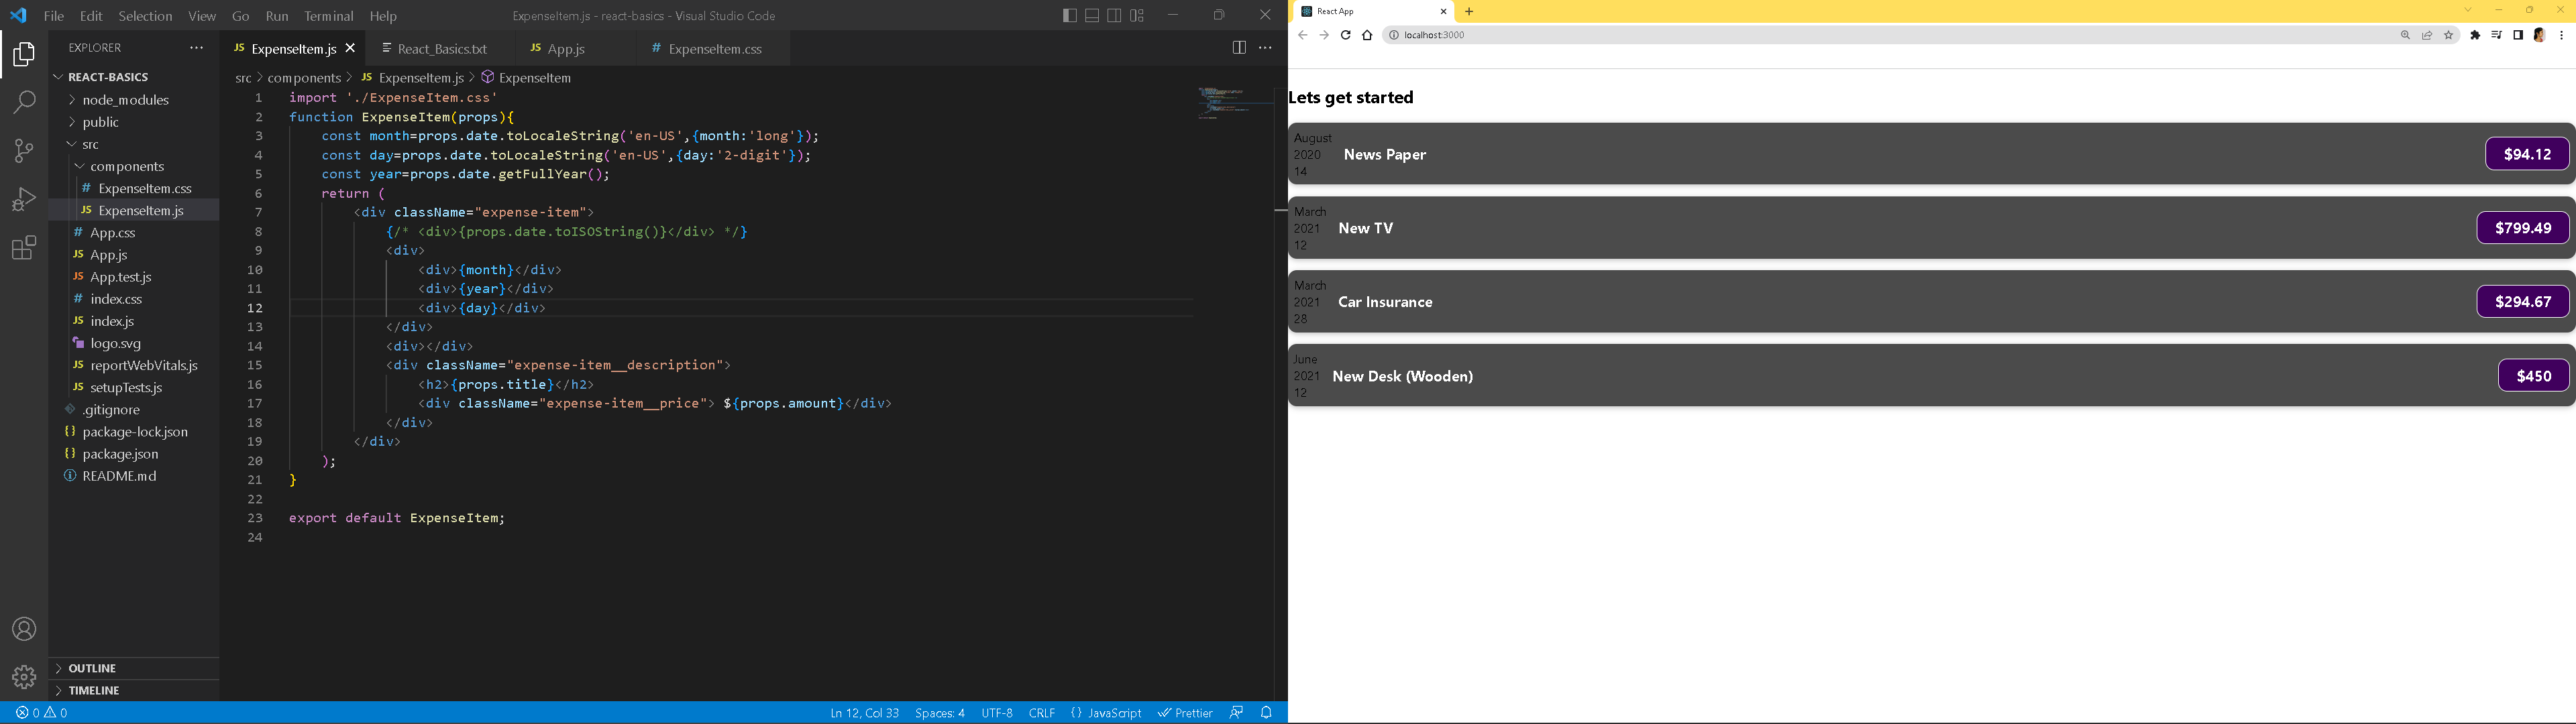 File Edit Selection View Go Run Terminal Help
ExpenseItem.js - react-basics - Visual Studio Code
EXPLORER
REACT-BASICS
node_modules
public
src
components
ExpenseItem.css
ExpenseItem.js
App.css
App.js
App.test.js
index.css
index.js
logo.svg
reportWebVitals.js
setupTests.js
.gitignore
package-lock.json
package.json
README.md
OUTLINE
TIMELINE
ExpenseItem.js React_Basics.txt App.js ExpenseItem.css
src > components > JS ExpenseItem.js > ExpenseItem
1 import './ExpenseItem.css'
2 function ExpenseItem(props){
3 const month=props.date.toLocaleString('en-US',{month:'long'});
4 const day=props.date.toLocaleString('en-US',{day:'2-digit'});
5 const year=props.date.getFullYear();
6 return (
7 <div className="expense-item">
8 {/* <div>{props.date.toISOString()}</div> */}
9 <div>
10 <div>{month}</div>
11 <div>{year}</div>
12 <div>{day}</div>
13 </div>
14 <div></div>
15 <div className="expense-item__description">
16 <h2>{props.title}</h2>
17 <div className="expense-item__price"> ${props.amount}</div>
18 </div>
19 </div>
20 );
21 }
22
23 export default ExpenseItem;
24
0 0
Ln 12, Col 33 Spaces: 4 UTF-8 CRLF {} JavaScript Prettier
React App
localhost:3000
Lets get started
August
2020
14
News Paper
$94.12
March
2021
12
New TV
$799.49
March
2021
28
Car Insurance
$294.67
June
2021
12
New Desk (Wooden)
$450